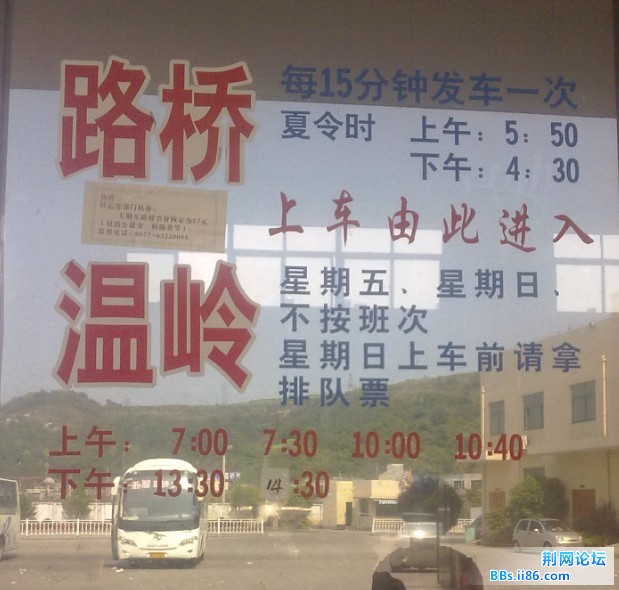 路桥
每15分钟发车一次
夏令时 上午：5：50
下午：4：30
上车由此进入
温岭
星期五、星期日、
不按班次
星期日上车前请拿
排队票
上午： 7:00 7:30 10:00 10:40
下午：13:30 14:30
荆网论坛
BBs.ii86.com